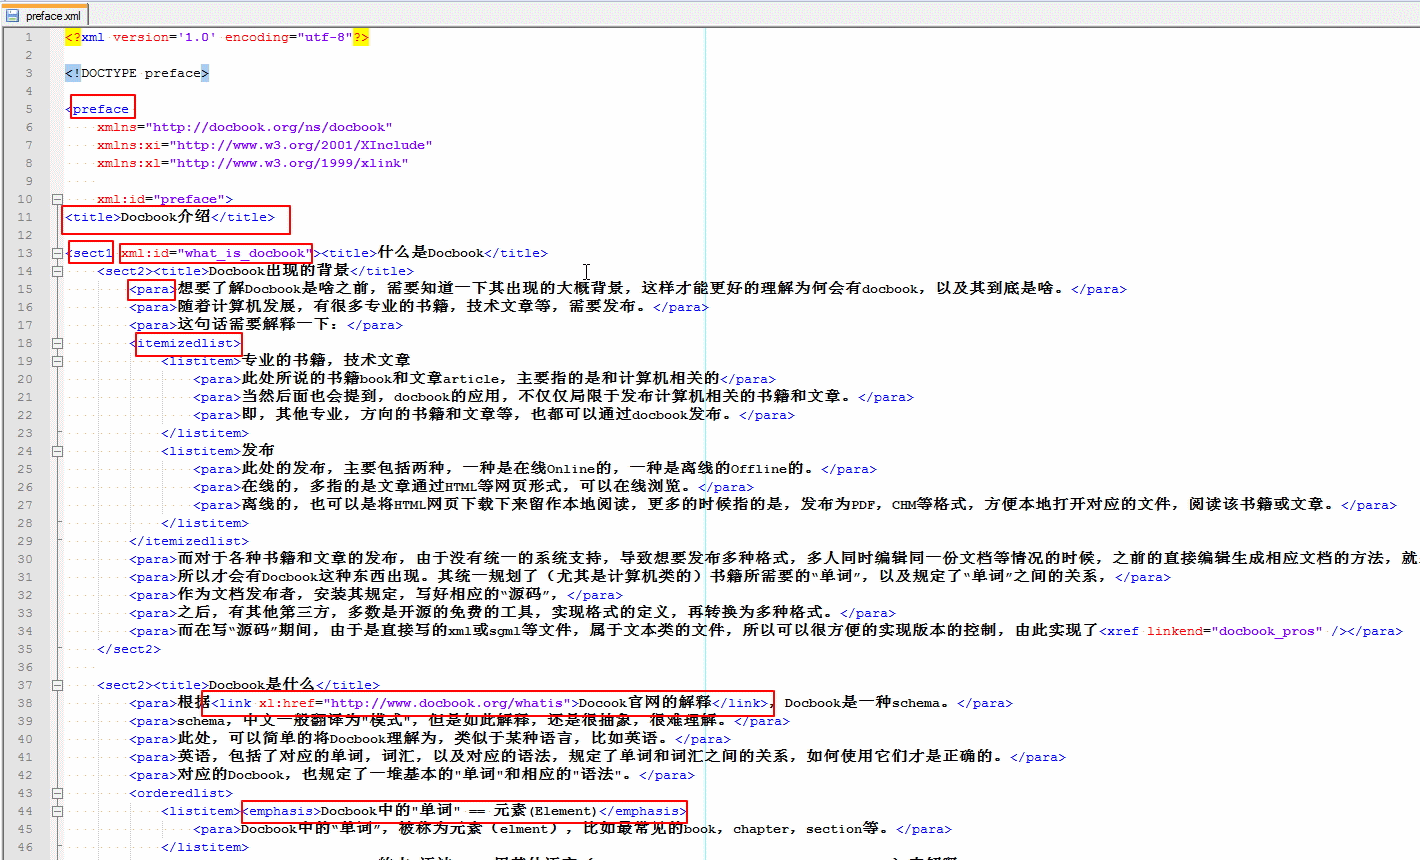 preface.xml
1 <?xml version='1.0' encoding="utf-8"?>
2
3 <!DOCTYPE preface>
4
5 <preface
6 xmlns="http://docbook.org/ns/docbook"
7 xmlns:xi="http://www.w3.org/2001/XInclude"
8 xmlns:xl="http://www.w3.org/1999/xlink"
9
10 xml:id="preface">
11 <title>Docbook介绍</title>
12
13 <sect1 xml:id="what_is_docbook"><title>什么是Docbook</title>
14 <sect2><title>Docbook出现的背景</title>
15 <para>想要了解Docbook是啥之前，需要知道一下其出现的大概背景，这样才能更好的理解为何会有docbook，以及其到底是啥。</para>
16 <para>随着计算机发展，有很多专业的书籍，技术文章等，需要发布。</para>
17 <para>这句话需要解释一下：</para>
18 <itemizedlist>
19 <listitem>专业的书籍，技术文章
20 <para>此处所说的书籍book和文章article，主要指的是和计算机相关的</para>
21 <para>当然后面也会提到，docbook的应用，不仅仅局限于发布计算机相关的书籍和文章。</para>
22 <para>即，其他专业，方向的书籍和文章等，也都可以通过docbook发布。</para>
23 </listitem>
24 <listitem>发布
25 <para>此处的发布，主要包括两种，一种是在线Online的，一种是离线的Offline的。</para>
26 <para>在线的，多指的是文章通过HTML等网页形式，可以在线浏览。</para>
27 <para>离线的，也可以是将HTML网页下载下来留作本地阅读，更多的时候指的是，发布为PDF，CHM等格式，方便本地打开对应的文件，阅读该书籍或文章。</para>
28 </listitem>
29 </itemizedlist>
30 <para>而对于各种书籍和文章的发布，由于没有统一的系统支持，导致想要发布多种格式，多人同时编辑同一份文档等情况的时候，之前的直接编辑生成相应文档的方法，就
31 <para>所以才会有Docbook这种东西出现。其统一规划了（尤其是计算机类的）书籍所需要的“单词”，以及规定了“单词”之间的关系，</para>
32 <para>作为文档发布者，安装其规定，写好相应的“源码”，</para>
33 <para>之后，有其他第三方，多数是开源的免费的工具，实现格式的定义，再转换为多种格式。</para>
34 <para>而在写“源码”期间，由于是直接写的xml或sgml等文件，属于文本类的文件，所以可以很方便的实现版本的控制，由此实现了<xref linkend="docbook_pros" /></para>
35 </sect2>
36
37 <sect2><title>Docbook是什么</title>
38 <para>根据<link xl:href="http://www.docbook.org/whatis">Docook官网的解释</link>，Docbook是一种schema。</para>
39 <para>schema，中文一般翻译为"模式"，但是如此解释，还是很抽象，很难理解。</para>
40 <para>此处，可以简单的将Docbook理解为，类似于某种语言，比如英语。</para>
41 <para>英语，包括了对应的单词，词汇，以及对应的语法，规定了单词和词汇之间的关系，如何使用它们才是正确的。</para>
42 <para>对应的Docbook，也规定了一堆基本的"单词"和相应的"语法"。</para>
43 <orderedlist>
44 <listitem><emphasis>Docbook中的"单词" == 元素(Element)</emphasis>
45 <para>Docbook中的“单词”，被称为元素（elment），比如最常见的book，chapter，section等。</para>
46 </listitem>